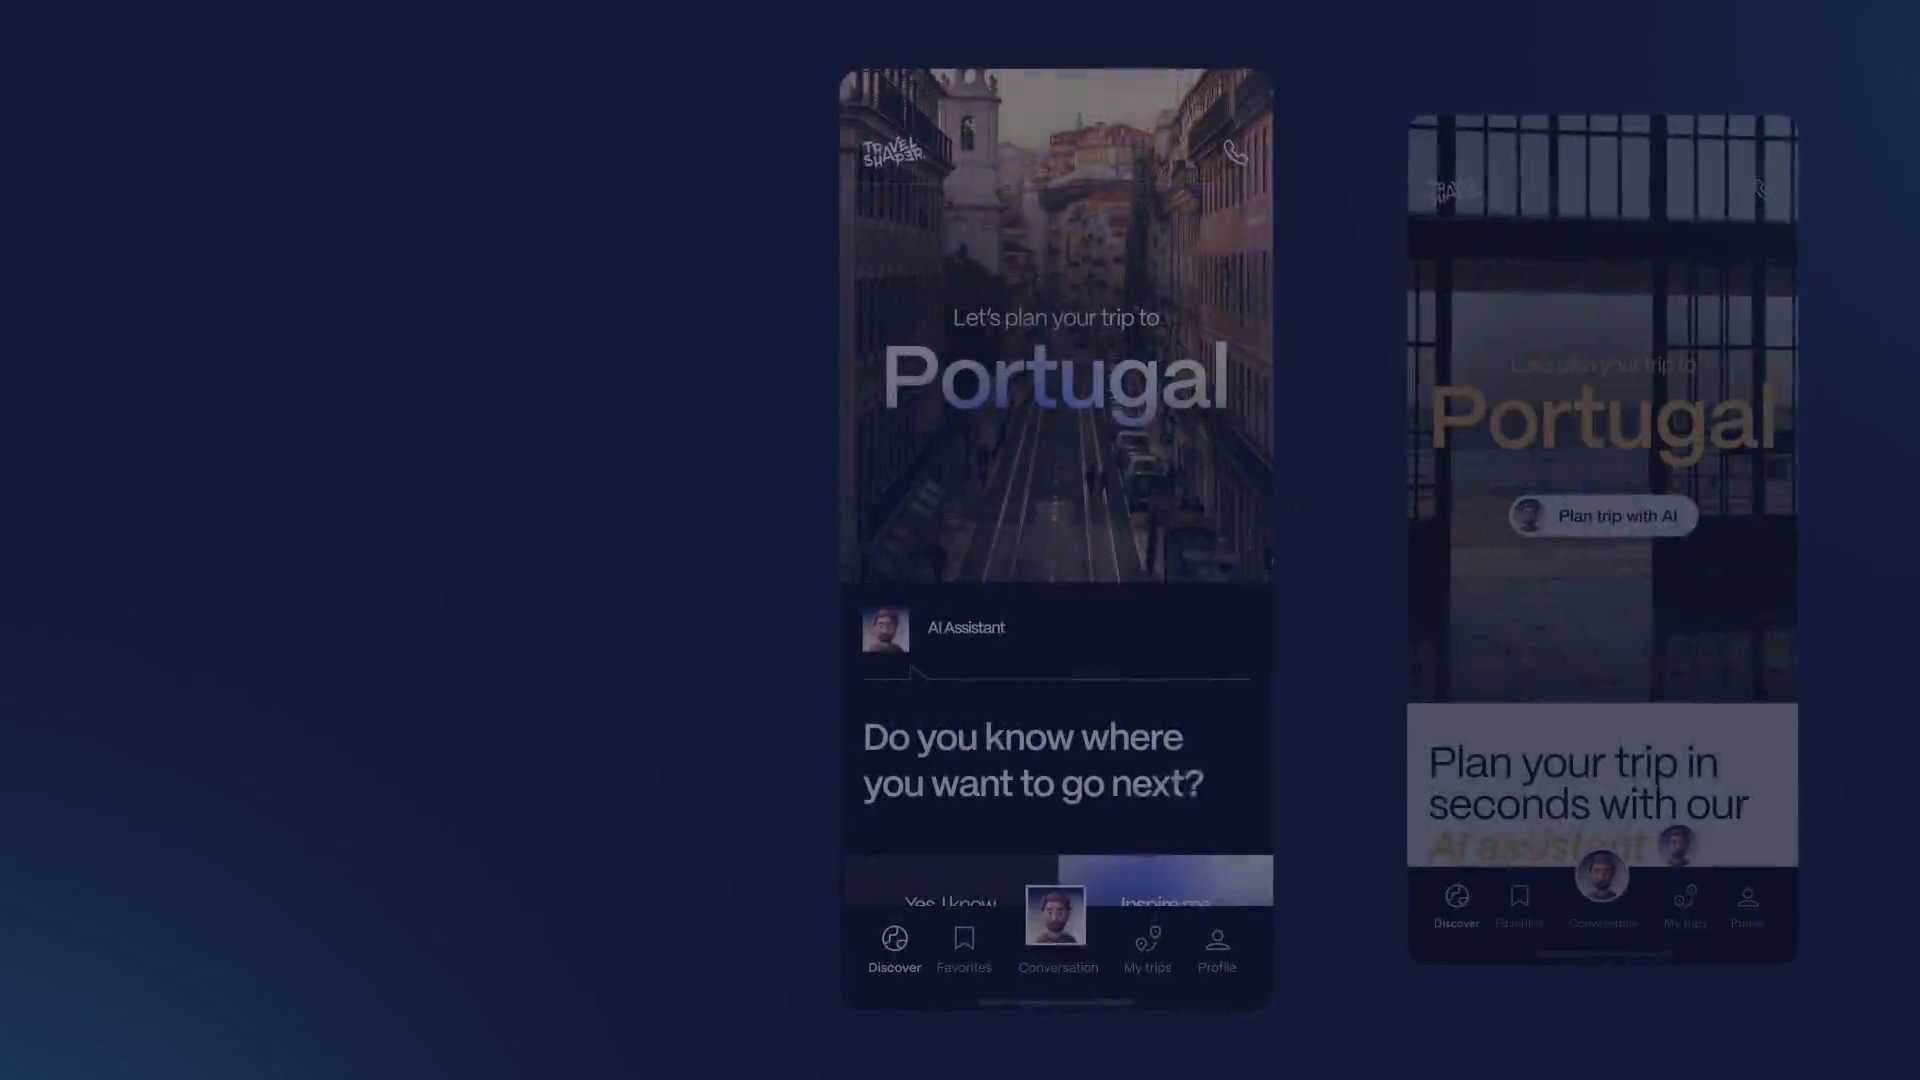 TRAVEL
SHAPER.
Let's plan your trip to
Portugal
AI Assistant
Do you know where
you want to go next?
Yes, I know
Inspire me
Discover
Favorites
Conversation
My trips
Profile
TRAVEL
SHAPER.
Let's plan your trip to
Portugal
Plan trip with AI
Plan your trip in
seconds with our
AI assistant
Discover
Favorites
Conversation
My trips
Profile